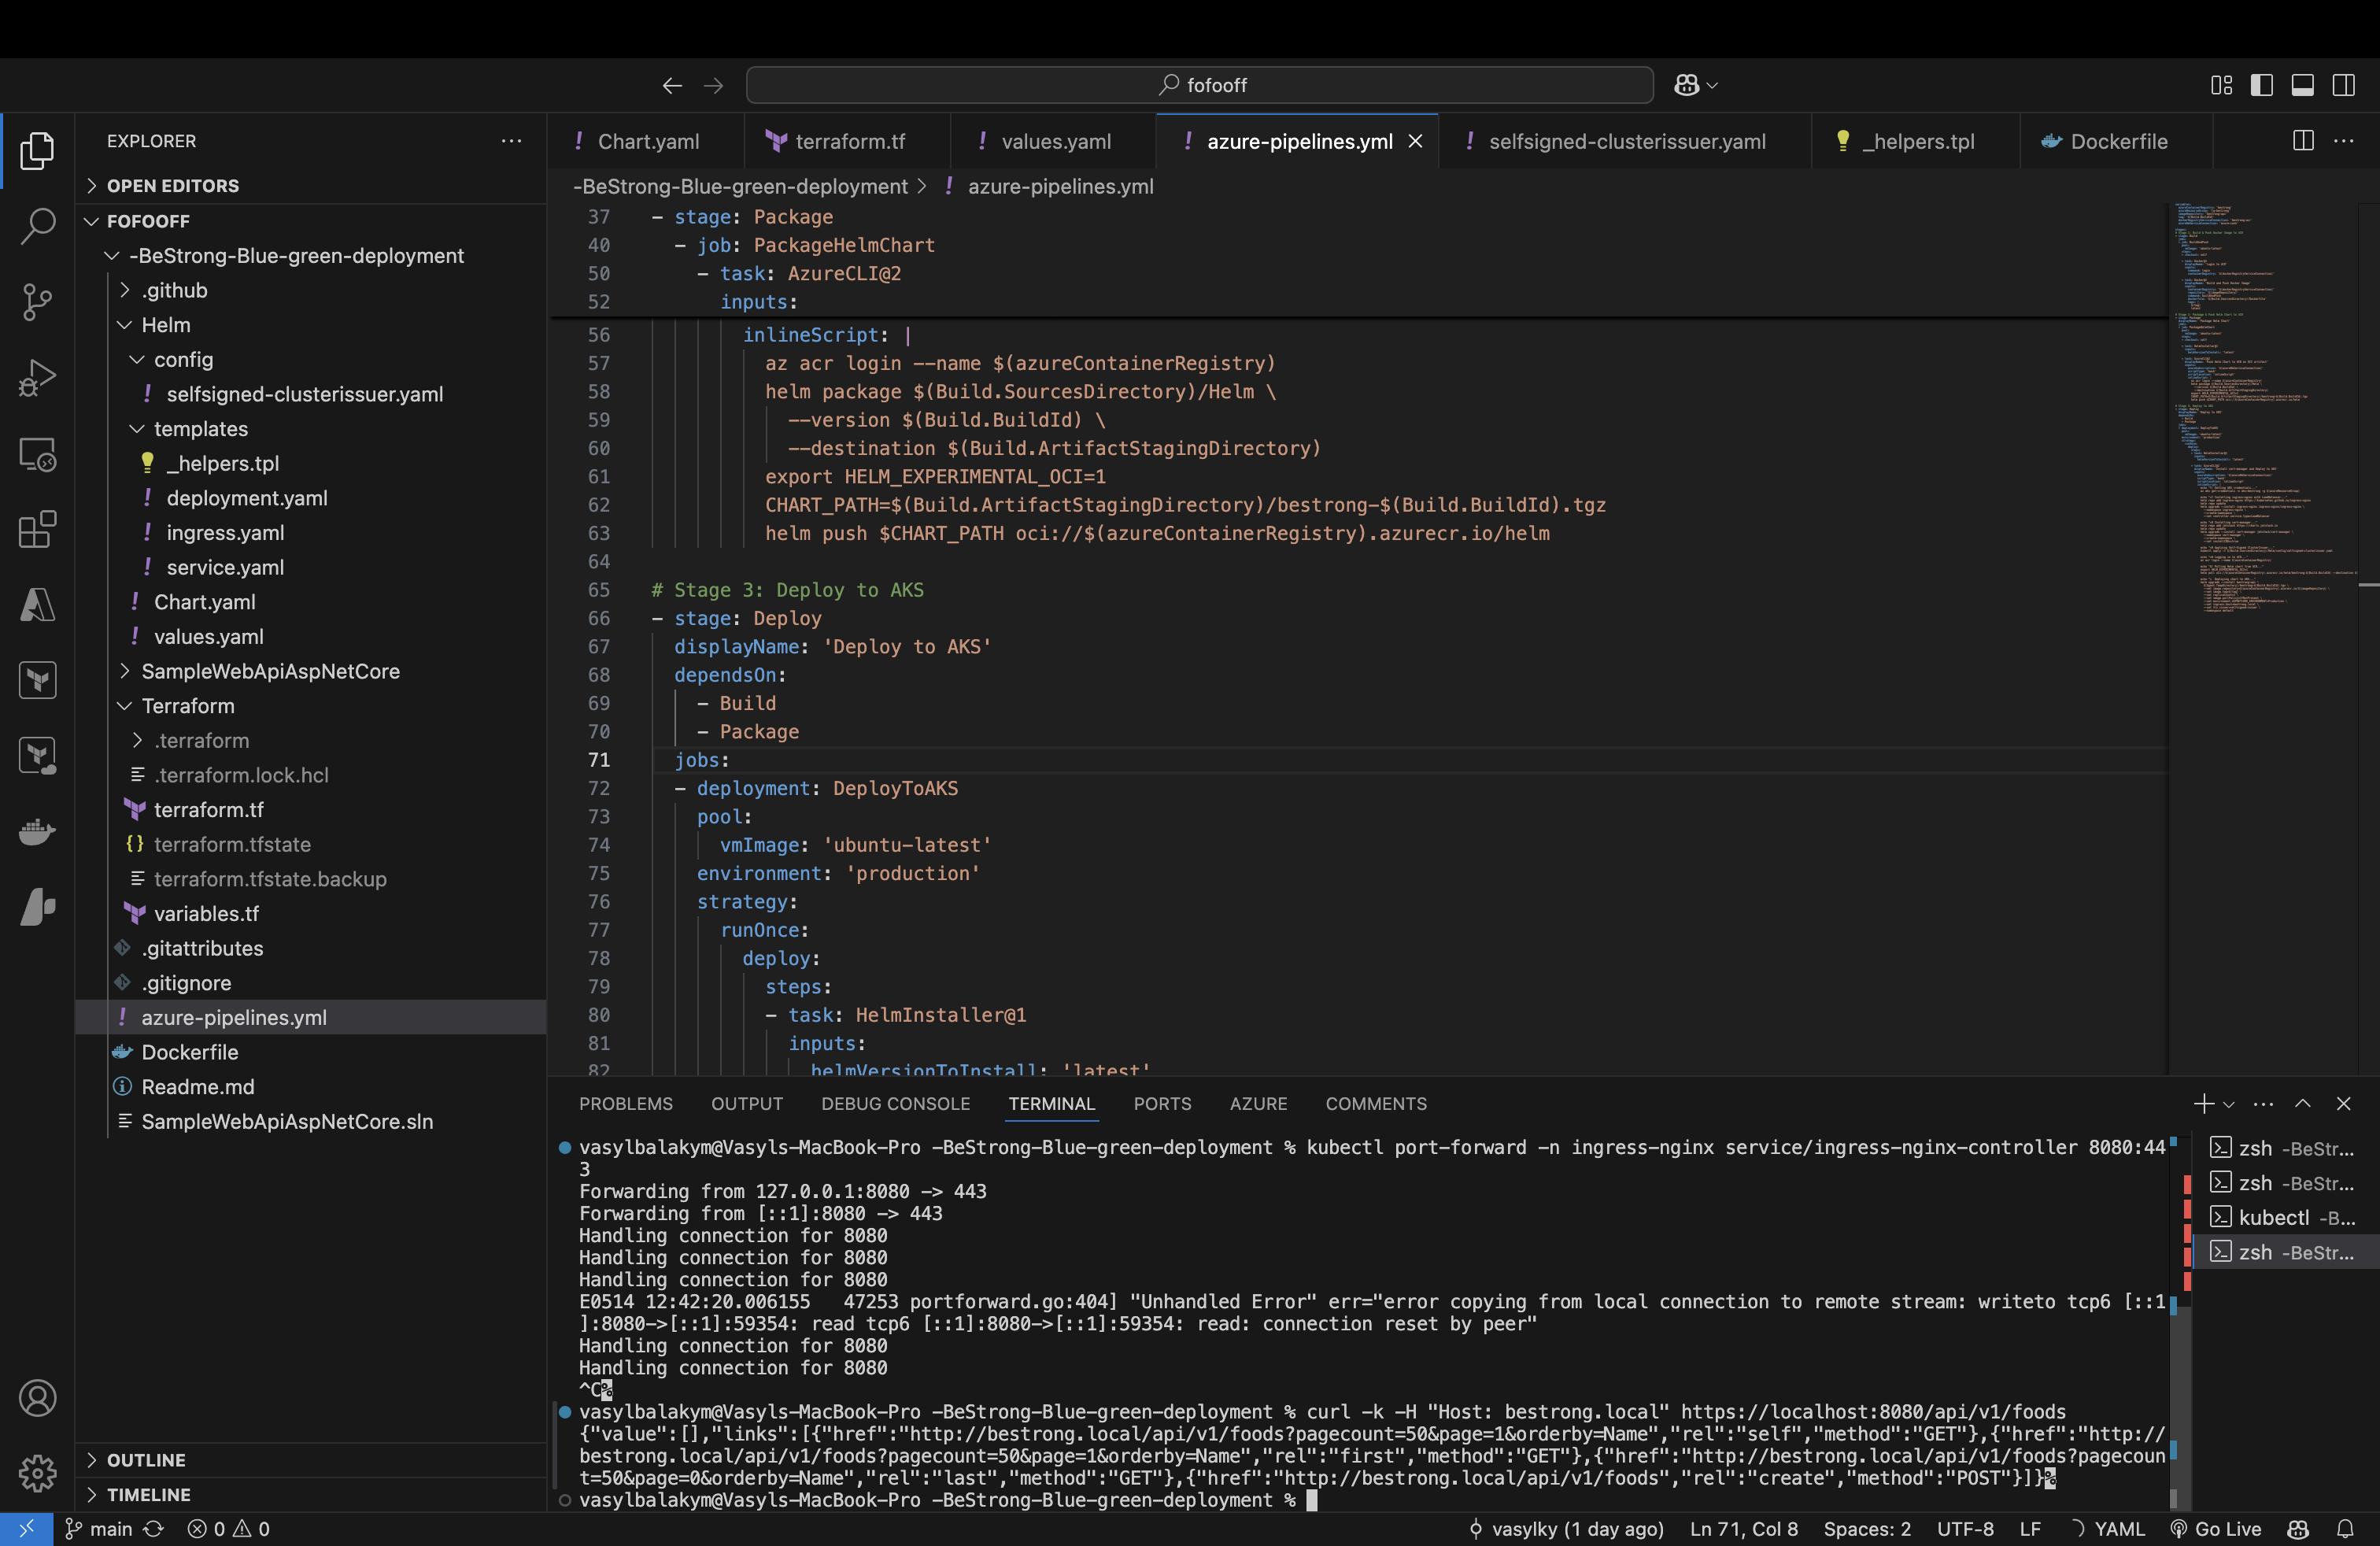 fofooff
EXPLORER
OPEN EDITORS
FOFOOFF
-BeStrong-Blue-green-deployment
.github
Helm
config
selfsigned-clusterissuer.yaml
templates
_helpers.tpl
deployment.yaml
ingress.yaml
service.yaml
Chart.yaml
values.yaml
SampleWebApiAspNetCore
Terraform
.terraform
.terraform.lock.hcl
terraform.tf
terraform.tfstate
terraform.tfstate.backup
variables.tf
.gitattributes
.gitignore
azure-pipelines.yml
Dockerfile
Readme.md
SampleWebApiAspNetCore.sln
OUTLINE
TIMELINE
Chart.yaml terraform.tf values.yaml azure-pipelines.yml selfsigned-clusterissuer.yaml _helpers.tpl Dockerfile
-BeStrong-Blue-green-deployment > azure-pipelines.yml
37 - stage: Package
40 - job: PackageHelmChart
50 - task: AzureCLI@2
52 inputs:
56 inlineScript: |
57 az acr login --name $(azureContainerRegistry)
58 helm package $(Build.SourcesDirectory)/Helm \
59 --version $(Build.BuildId) \
60 --destination $(Build.ArtifactStagingDirectory)
61 export HELM_EXPERIMENTAL_OCI=1
62 CHART_PATH=$(Build.ArtifactStagingDirectory)/bestrong-$(Build.BuildId).tgz
63 helm push $CHART_PATH oci://$(azureContainerRegistry).azurecr.io/helm
64
65 # Stage 3: Deploy to AKS
66 - stage: Deploy
67 displayName: 'Deploy to AKS'
68 dependsOn:
69 - Build
70 - Package
71 jobs:
72 - deployment: DeployToAKS
73 pool:
74 vmImage: 'ubuntu-latest'
75 environment: 'production'
76 strategy:
77 runOnce:
78 deploy:
79 steps:
80 - task: HelmInstaller@1
81 inputs:
82 helmVersionToInstall: 'latest'
PROBLEMS OUTPUT DEBUG CONSOLE TERMINAL PORTS AZURE COMMENTS
vasylbalakym@Vasyls-MacBook-Pro -BeStrong-Blue-green-deployment % kubectl port-forward -n ingress-nginx service/ingress-nginx-controller 8080:44
3
Forwarding from 127.0.0.1:8080 -> 443
Forwarding from [::1]:8080 -> 443
Handling connection for 8080
Handling connection for 8080
Handling connection for 8080
E0514 12:42:20.006155 47253 portforward.go:404] "Unhandled Error" err="error copying from local connection to remote stream: writeto tcp6 [::1
]:8080->[::1]:59354: read tcp6 [::1]:8080->[::1]:59354: read: connection reset by peer"
Handling connection for 8080
Handling connection for 8080
^C%
vasylbalakym@Vasyls-MacBook-Pro -BeStrong-Blue-green-deployment % curl -k -H "Host: bestrong.local" https://localhost:8080/api/v1/foods
{"value":[],"links":[{"href":"http://bestrong.local/api/v1/foods?pagecount=50&page=1&orderby=Name","rel":"self","method":"GET"},{"href":"http://
bestrong.local/api/v1/foods?pagecount=50&page=1&orderby=Name","rel":"first","method":"GET"},{"href":"http://bestrong.local/api/v1/foods?pagecoun
t=50&page=0&orderby=Name","rel":"last","method":"GET"},{"href":"http://bestrong.local/api/v1/foods","rel":"create","method":"POST"}]}%
vasylbalakym@Vasyls-MacBook-Pro -BeStrong-Blue-green-deployment %
zsh -BeStr...
zsh -BeStr...
kubectl -B...
zsh -BeStr...
main 0 0 vasylky (1 day ago) Ln 71, Col 8 Spaces: 2 UTF-8 LF YAML Go Live